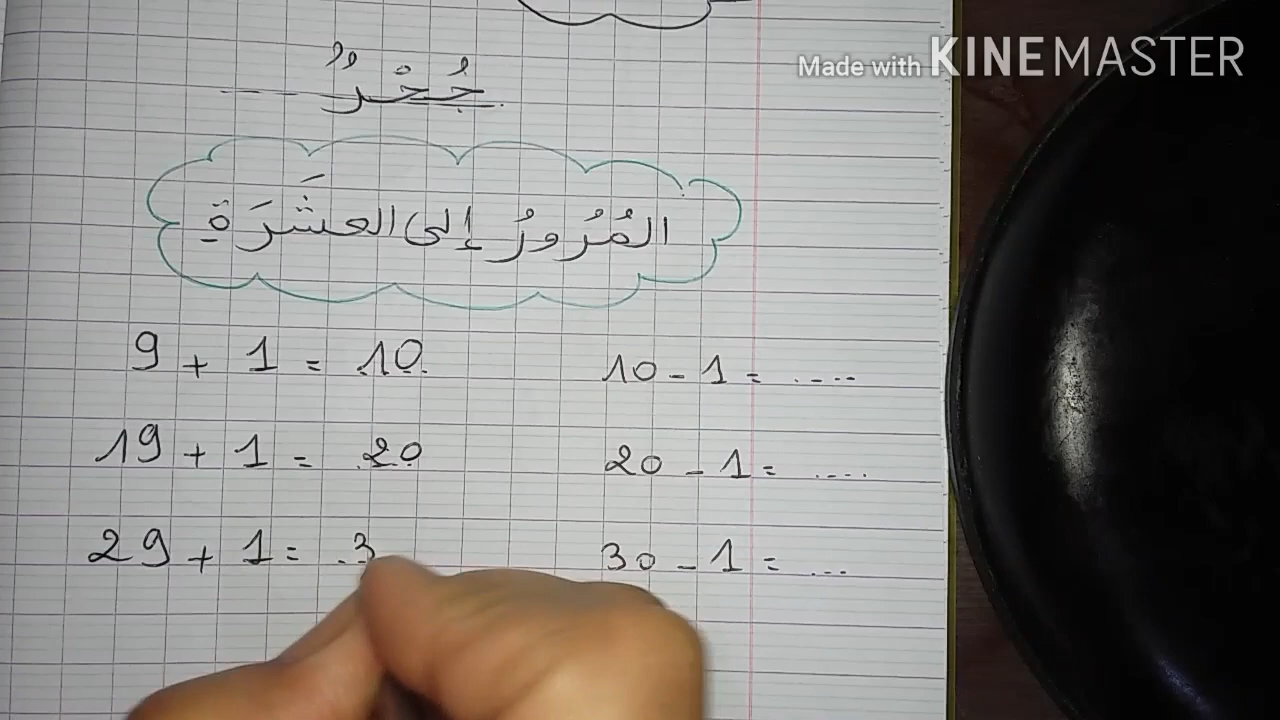 Made with KINEMASTER
جُحْرٌ ----
المُرُورُ إلى العشَرَةِ
9 + 1 = 10
10 - 1 = ....
19 + 1 = 20
20 - 1 = ....
29 + 1 = 3
30 - 1 = ...